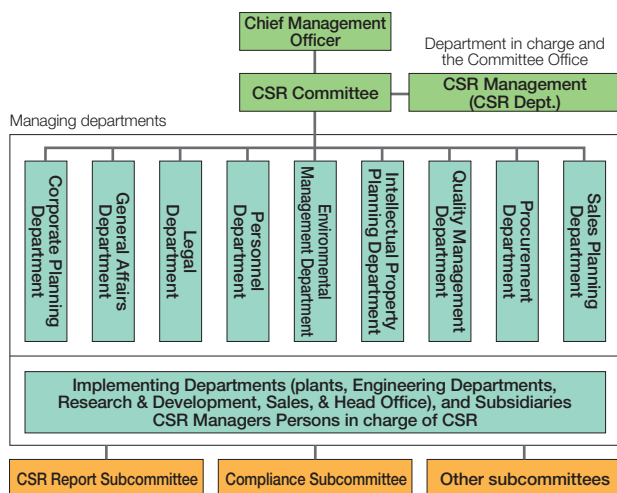 Chief Management
Officer
Department in charge and
the Committee Office
CSR Committee
CSR Management
(CSR Dept.)
Managing departments
Corporate Planning
Department
General Affairs
Department
Legal
Department
Personnel
Department
Environmental
Management Department
Intellectual Property
Planning Department
Quality Management
Department
Procurement
Department
Sales Planning
Department
Implementing Departments (plants, Engineering Departments,
Research & Development, Sales, & Head Office), and Subsidiaries
CSR Managers Persons in charge of CSR
CSR Report Subcommittee
Compliance Subcommittee
Other subcommittees